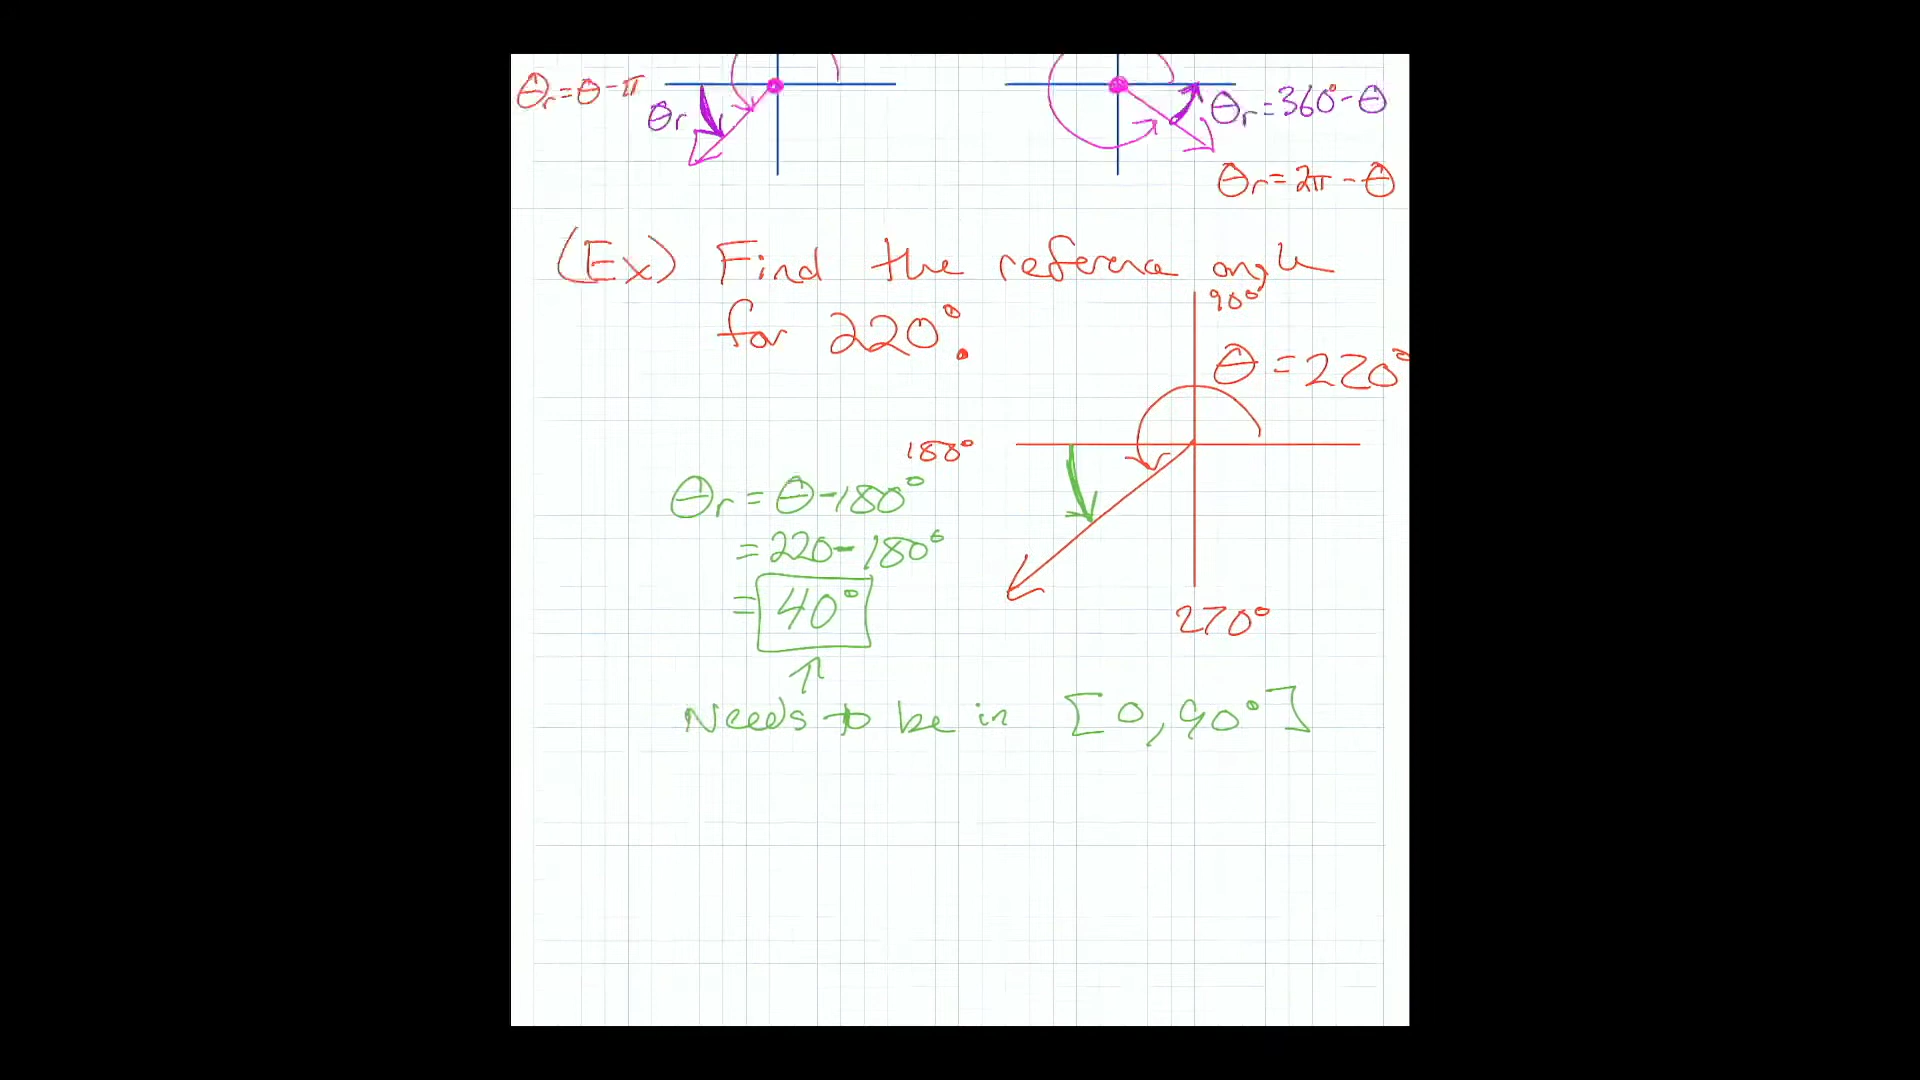 θr = θ - π
θr
θr = 360° - θ
θr = 2π - θ
(Ex) Find the reference angle
for 220°.
90°
θ = 220°
180°
θr = θ - 180°
= 220 - 180°
= 40°
270°
↑
Needs to be in [0, 90°]